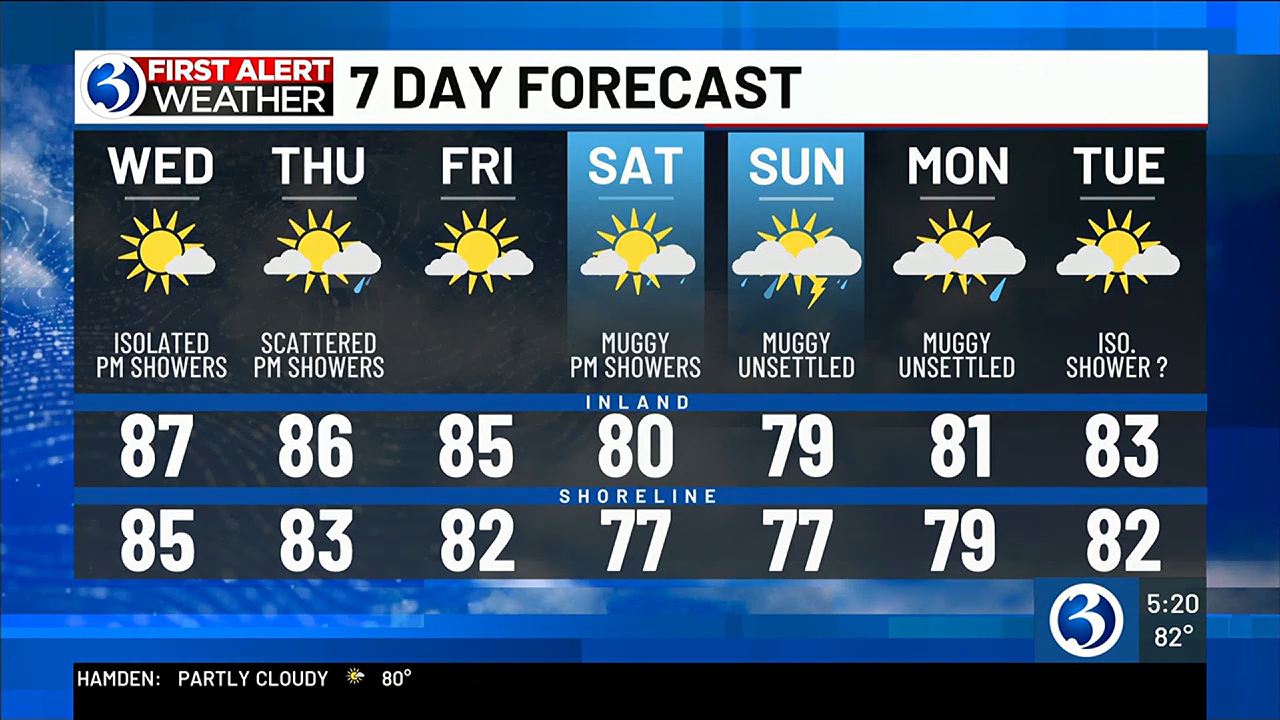 3 FIRST ALERT
WEATHER
7 DAY FORECAST
WED THU FRI SAT SUN MON TUE
ISOLATED
PM SHOWERS
SCATTERED
PM SHOWERS
MUGGY
PM SHOWERS
MUGGY
UNSETTLED
MUGGY
UNSETTLED
ISO.
SHOWER ?
INLAND
87 86 85 80 79 81 83
SHORELINE
85 83 82 77 77 79 82
3
5:20
82°
HAMDEN: PARTLY CLOUDY 80°